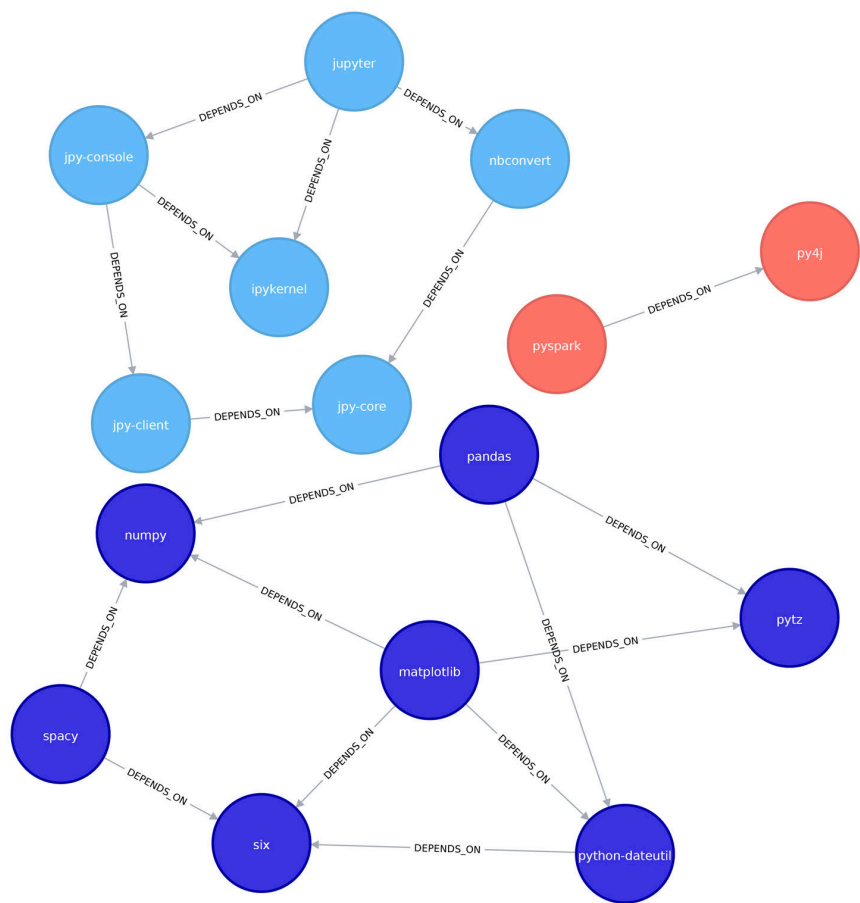 jupyter
DEPENDS_ON
DEPENDS_ON
jpy-console
nbconvert
DEPENDS_ON
DEPENDS_ON
py4j
DEPENDS_ON
DEPENDS_ON
ipykernel
DEPENDS_ON
pyspark
jpy-client
DEPENDS_ON
jpy-core
pandas
DEPENDS_ON
numpy
DEPENDS_ON
DEPENDS_ON
pytz
DEPENDS_ON
DEPENDS_ON
DEPENDS_ON
matplotlib
spacy
DEPENDS_ON
DEPENDS_ON
DEPENDS_ON
six
DEPENDS_ON
python-dateutil